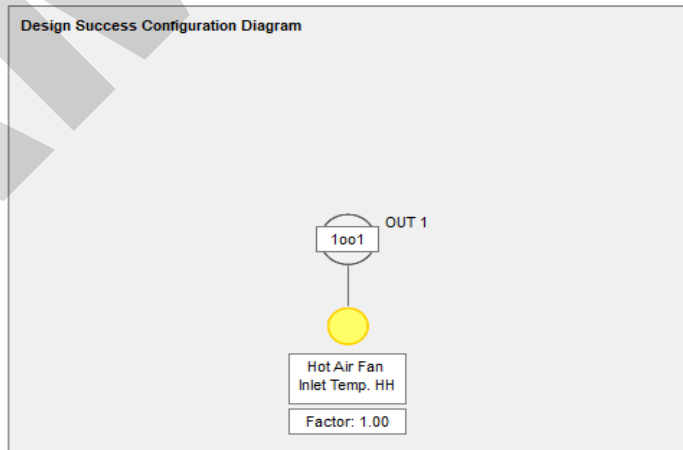 Design Success Configuration Diagram
OUT 1
1oo1
Hot Air Fan
Inlet Temp. HH
Factor: 1.00